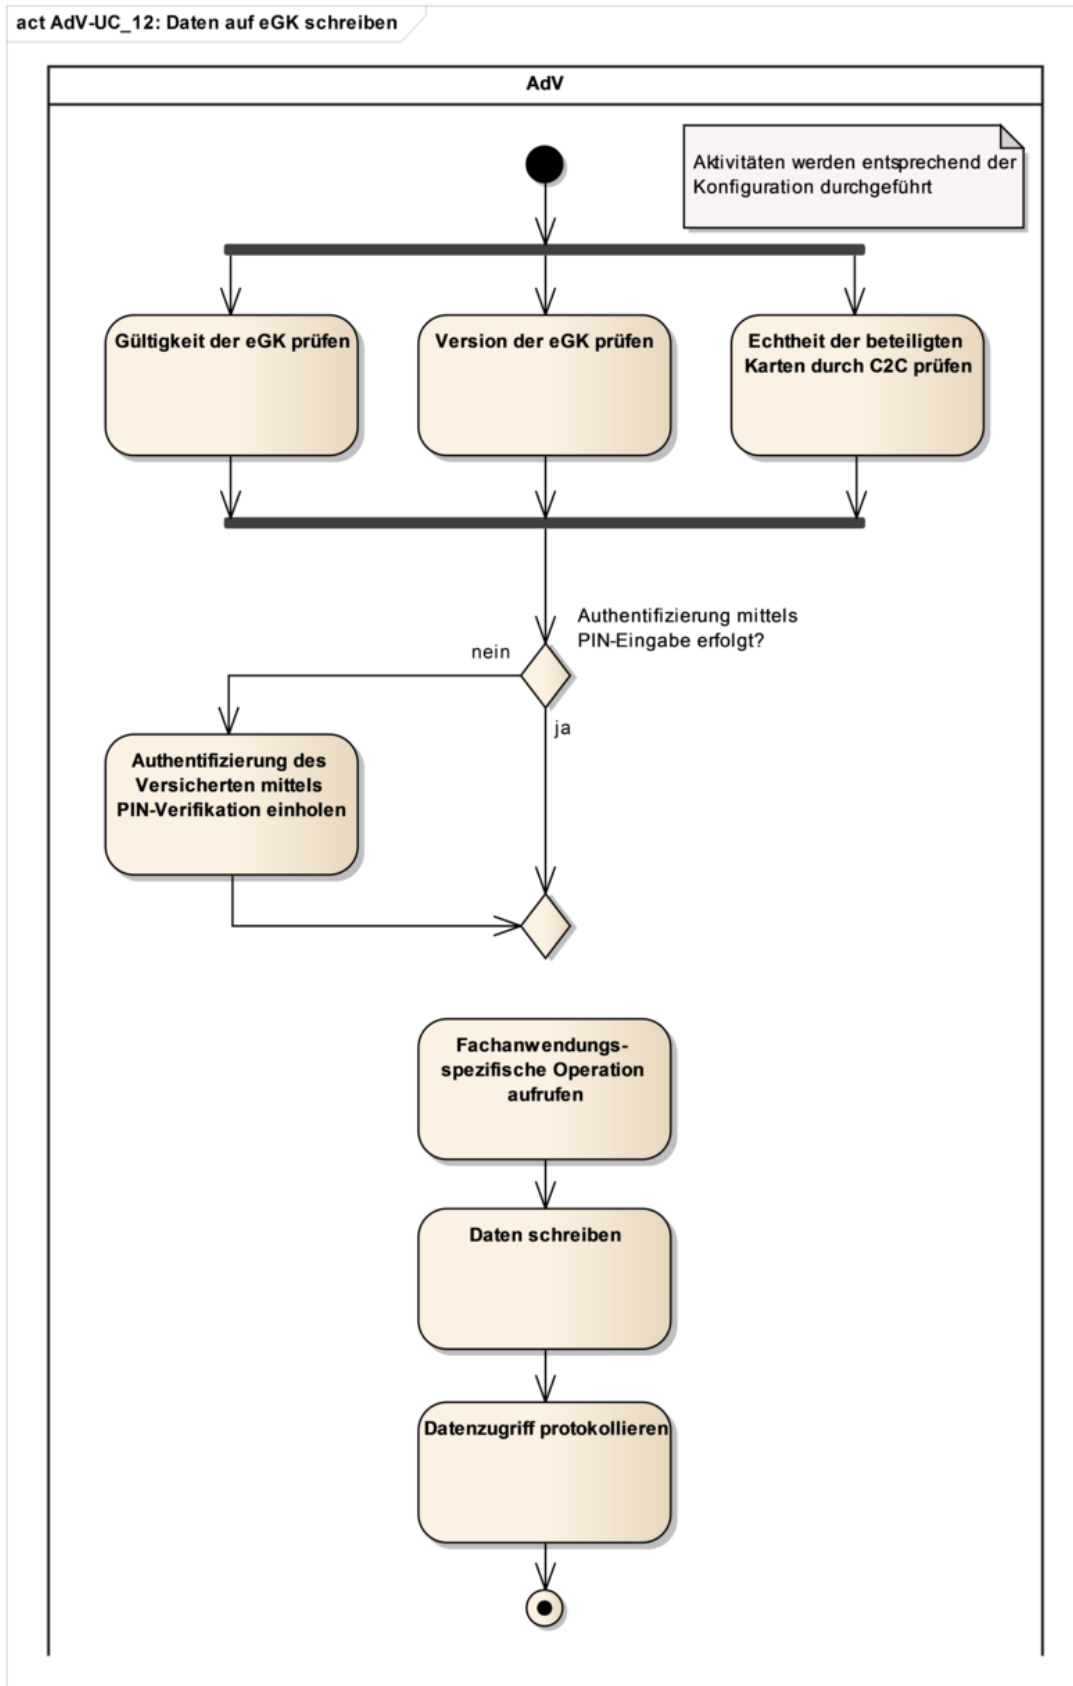 act AdV-UC_12: Daten auf eGK schreiben
AdV
Aktivitäten werden entsprechend der
Konfiguration durchgeführt
Gültigkeit der eGK prüfen
Version der eGK prüfen
Echtheit der beteiligten
Karten durch C2C prüfen
Authentifizierung mittels
PIN-Eingabe erfolgt?
nein
ja
Authentifizierung des
Versicherten mittels
PIN-Verifikation einholen
Fachanwendungs-
spezifische Operation
aufrufen
Daten schreiben
Datenzugriff protokollieren